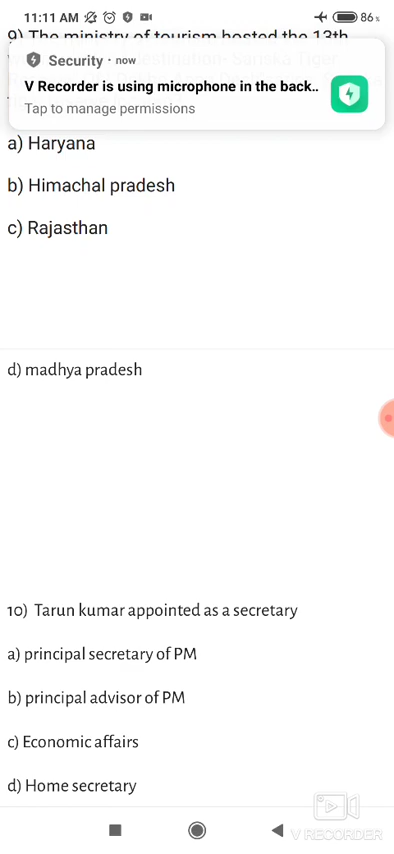 11:11 AM 86%
9) The ministry of tourism hosted the 13th
Security • now
V Recorder is using microphone in the back..
Tap to manage permissions
a) Haryana
b) Himachal pradesh
c) Rajasthan
d) madhya pradesh
10) Tarun kumar appointed as a secretary
a) principal secretary of PM
b) principal advisor of PM
c) Economic affairs
d) Home secretary
V RECORDER